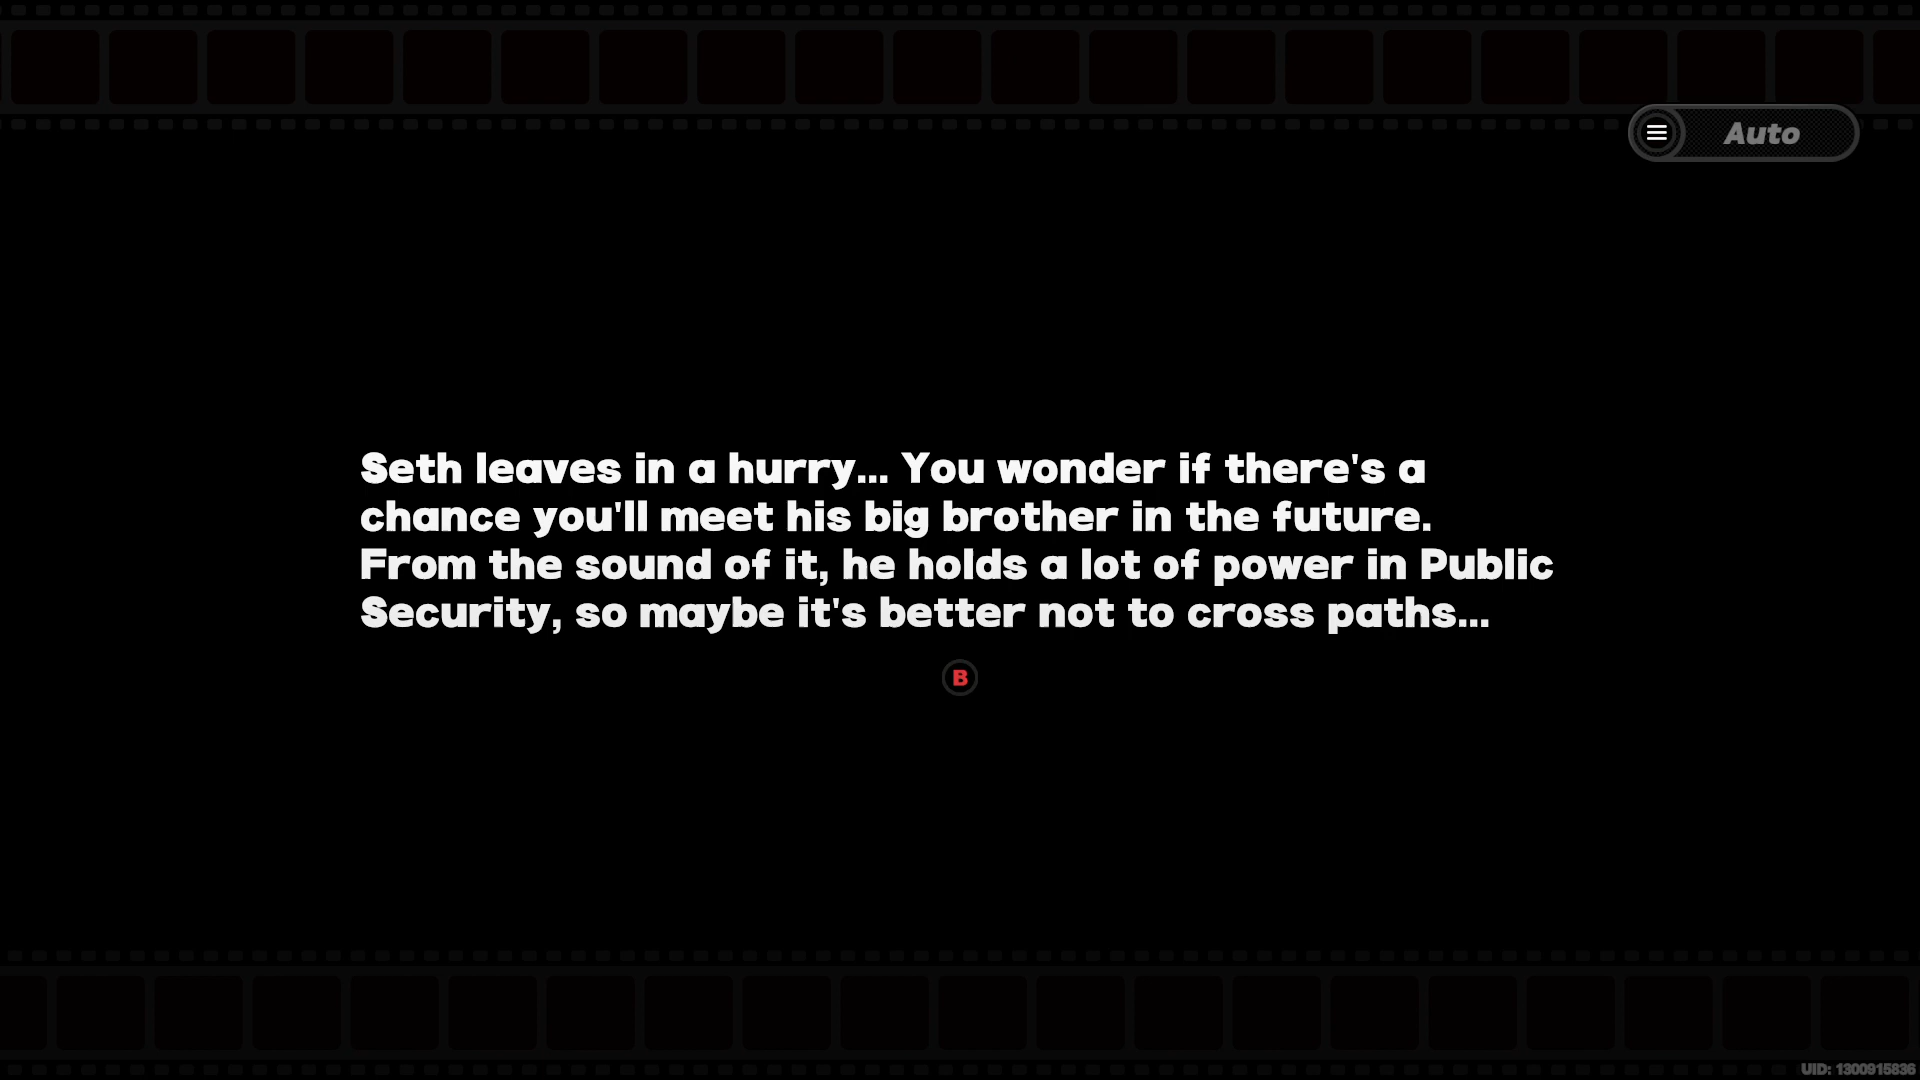 Auto
Seth leaves in a hurry... You wonder if there's a
chance you'll meet his big brother in the future.
From the sound of it, he holds a lot of power in Public
Security, so maybe it's better not to cross paths...
B
UID: 1300915836